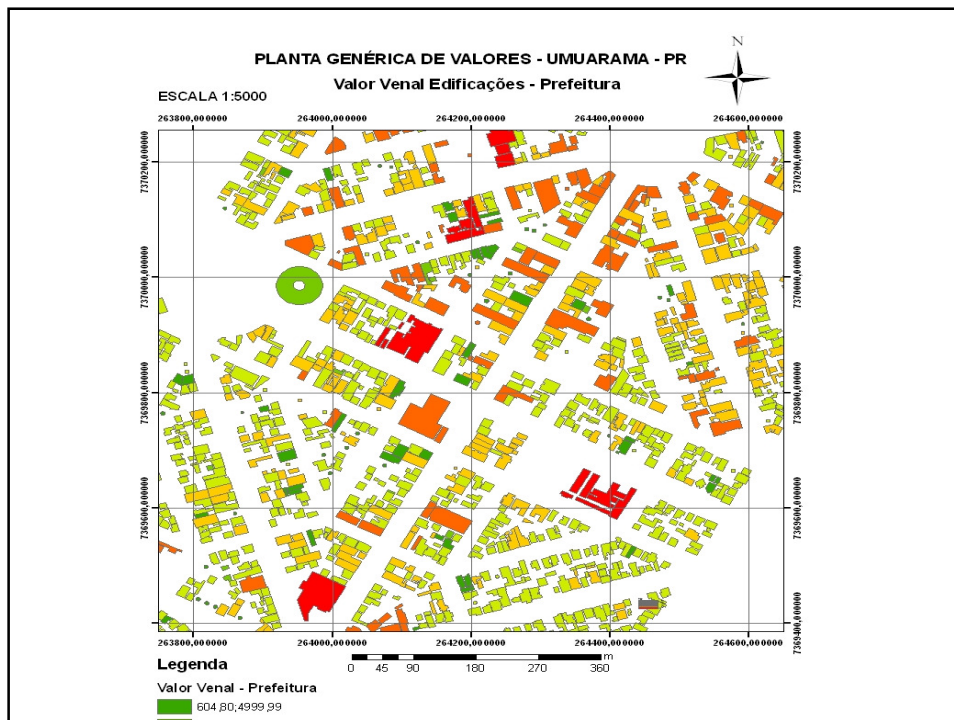 PLANTA GENÉRICA DE VALORES - UMUARAMA - PR
Valor Venal Edificações - Prefeitura
N
ESCALA 1:5000
263800,000000 264000,000000 264200,000000 264400,000000 264600,000000
7370200,000000 7370200,000000
7370000,000000 7370000,000000
7369800,000000 7369800,000000
7369600,000000 7369600,000000
7369400,000000
263800,000000 264000,000000 264200,000000 264400,000000 264600,000000
Legenda
m
0 45 90 180 270 360
Valor Venal - Prefeitura
604,80;4999,99